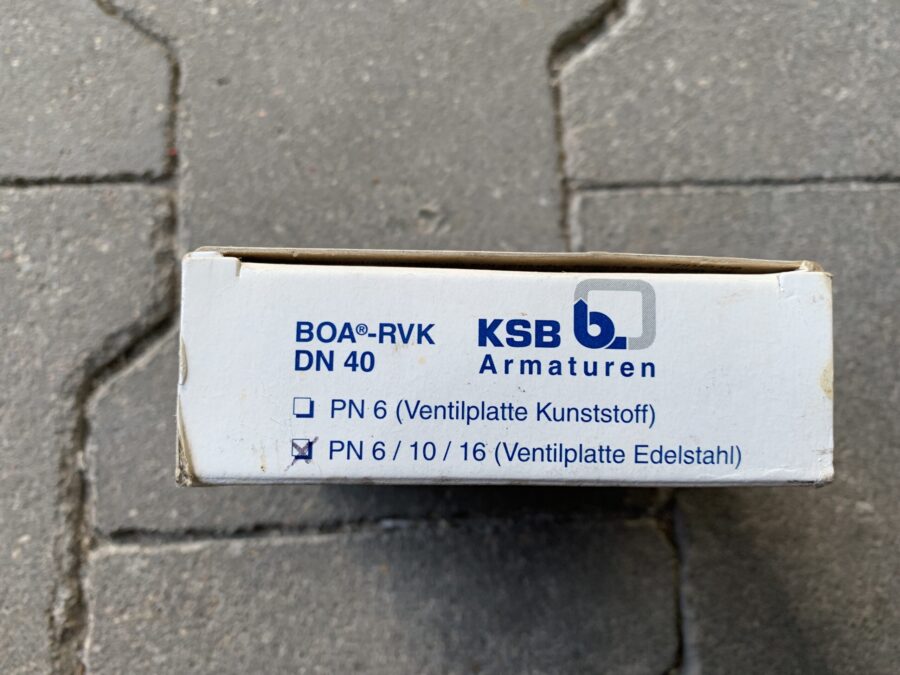 BOA®-RVK
DN 40
KSB b
Armaturen
PN 6 (Ventilplatte Kunststoff)
PN 6 / 10 / 16 (Ventilplatte Edelstahl)